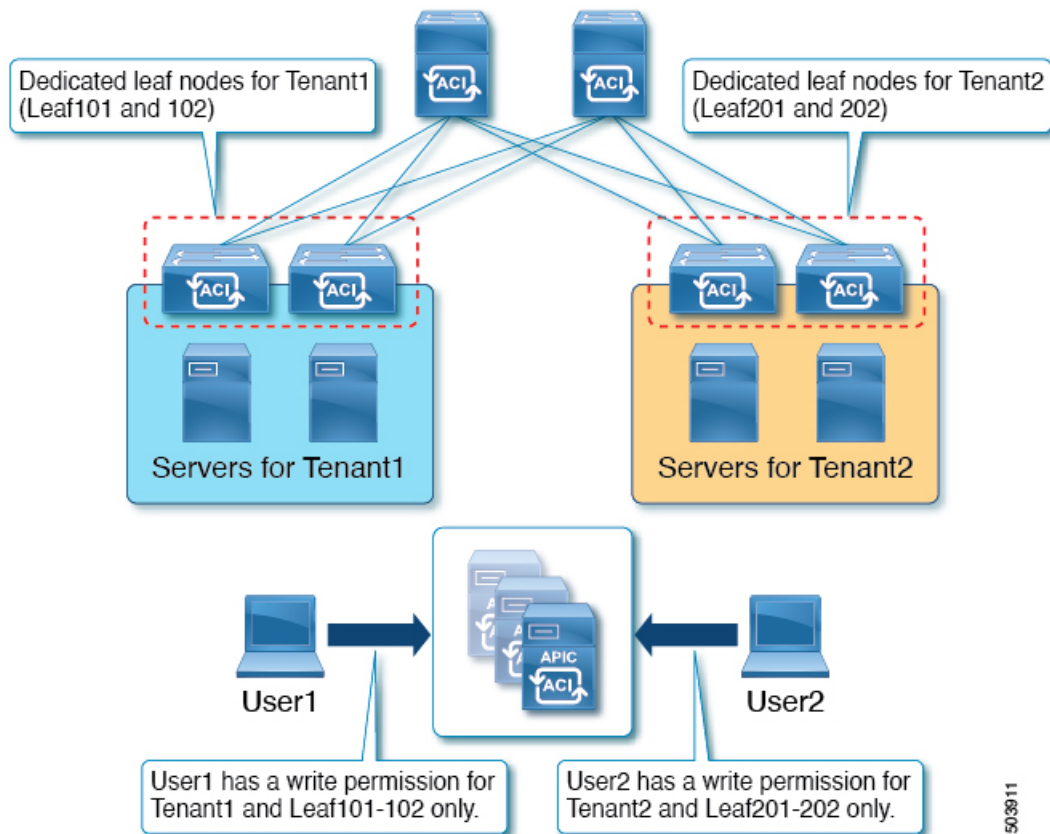 ACI
ACI
Dedicated leaf nodes for Tenant1
(Leaf101 and 102)
Dedicated leaf nodes for Tenant2
(Leaf201 and 202)
ACI
ACI
ACI
ACI
Servers for Tenant1
Servers for Tenant2
APIC
ACI
User1
User2
User1 has a write permission for
Tenant1 and Leaf101-102 only.
User2 has a write permission for
Tenant2 and Leaf201-202 only.
503911